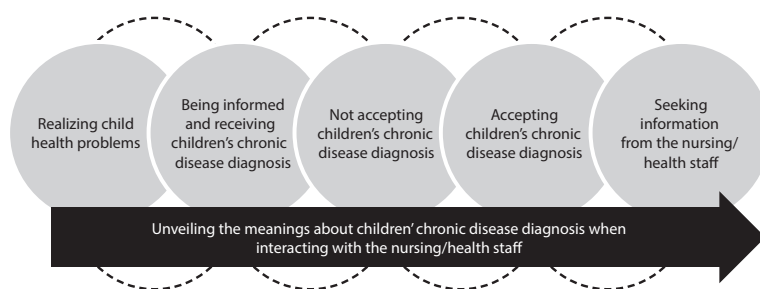 Realizing child
health problems
Being informed
and receiving
children’s chronic
disease diagnosis
Not accepting
children’s chronic
disease diagnosis
Accepting
children’s chronic
disease diagnosis
Seeking
information
from the nursing/
health staff
Unveiling the meanings about children’ chronic disease diagnosis when
interacting with the nursing/health staff